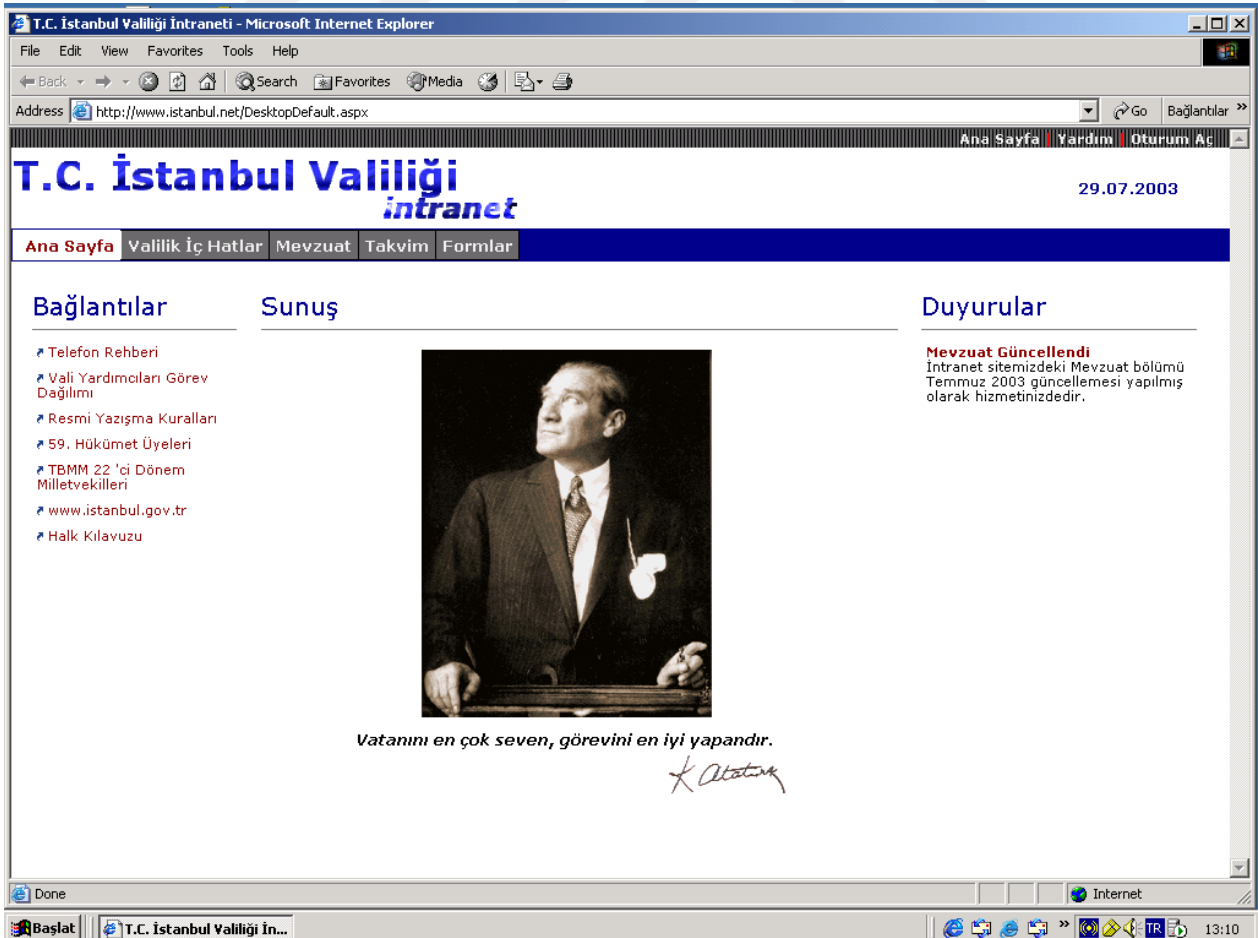 T.C. İstanbul Valiliği İntraneti - Microsoft Internet Explorer
File Edit View Favorites Tools Help
Back Search Favorites Media
Address http://www.istanbul.net/DesktopDefault.aspx Go Bağlantılar »
Ana Sayfa | Yardım | Oturum Aç
T.C. İstanbul Valiliği
intranet
29.07.2003
Ana Sayfa Valilik İç Hatlar Mevzuat Takvim Formlar
Bağlantılar
Telefon Rehberi
Vali Yardımcıları Görev
Dağılımı
Resmi Yazışma Kuralları
59. Hükümet Üyeleri
TBMM 22 'ci Dönem
Milletvekilleri
www.istanbul.gov.tr
Halk Kılavuzu
Sunuş
Vatanını en çok seven, görevini en iyi yapandır.
K Atatürk
Duyurular
Mevzuat Güncellendi
İntranet sitemizdeki Mevzuat bölümü
Temmuz 2003 güncellemesi yapılmış
olarak hizmetinizdedir.
Done Internet
Başlat T.C. İstanbul Valiliği İn... » TR 13:10